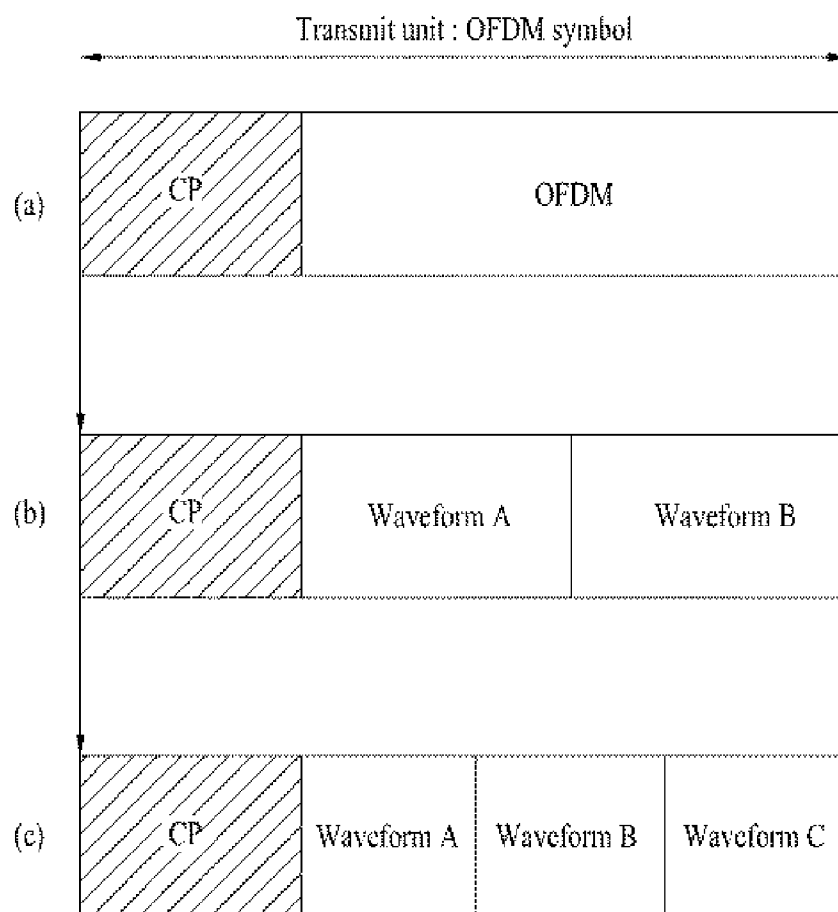 Transmit unit : OFDM symbol
(a) CP OFDM
(b) CP Waveform A Waveform B
(c) CP Waveform A Waveform B Waveform C